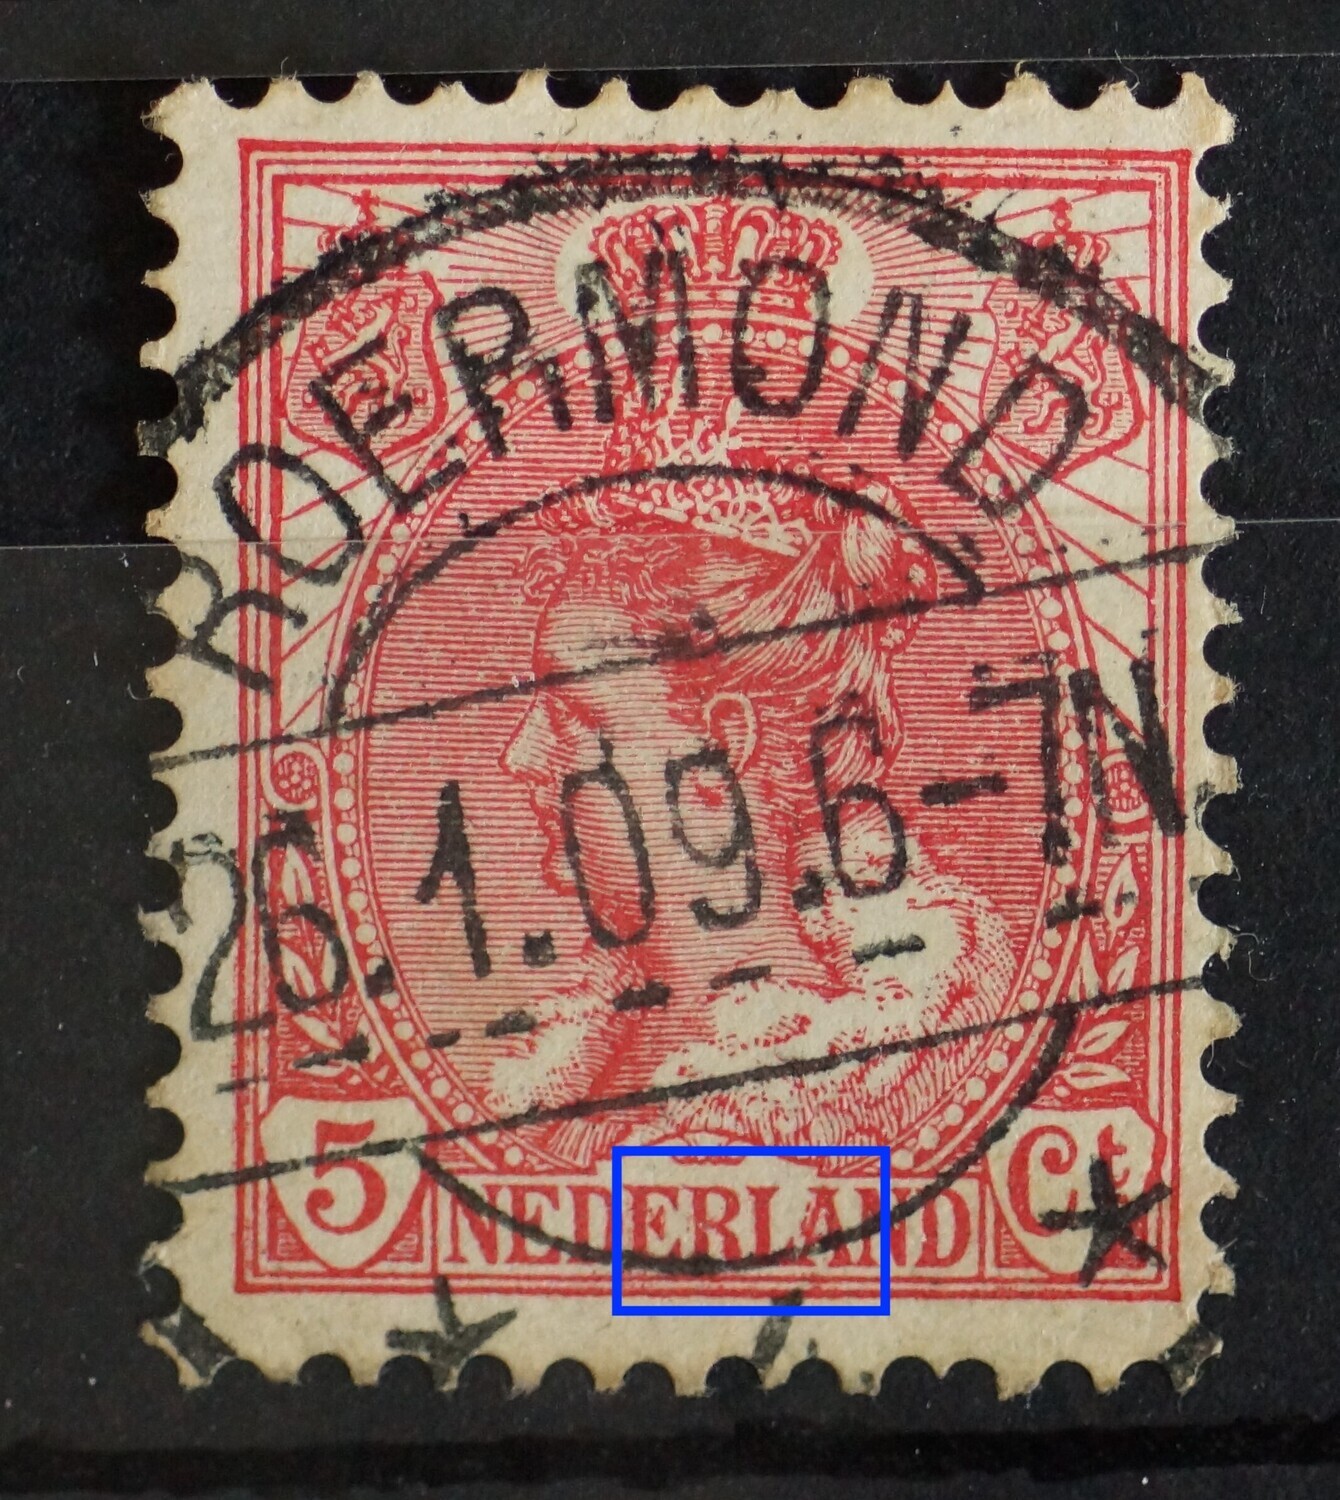 ROERMOND
26.1.09.6-7N
5 NEDERLAND Ct